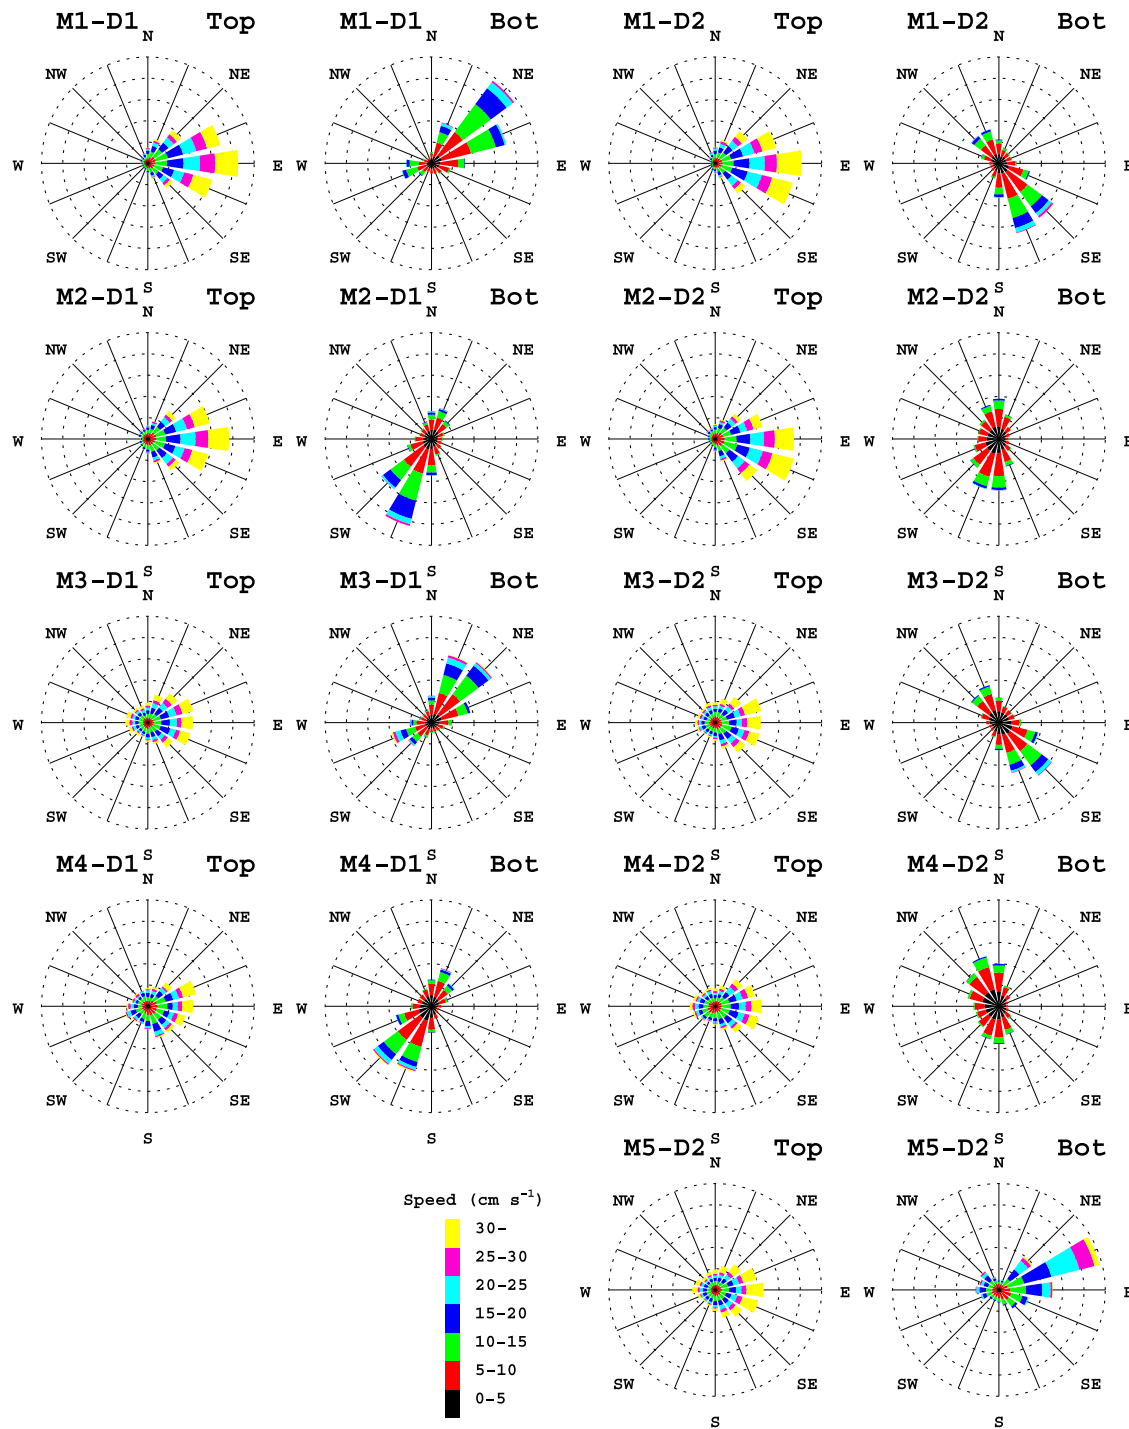 M1-D1 Top M1-D1 Bot M1-D2 Top M1-D2 Bot
N N N N
NW NE NW NE NW NE NW NE
W E W E W E W E
SW SE SW SE SW SE SW SE
S S S S
M2-D1 Top M2-D1 Bot M2-D2 Top M2-D2 Bot
N N N N
NW NE NW NE NW NE NW NE
W E W E W E W E
SW SE SW SE SW SE SW SE
S S S S
M3-D1 Top M3-D1 Bot M3-D2 Top M3-D2 Bot
N N N N
NW NE NW NE NW NE NW NE
W E W E W E W E
SW SE SW SE SW SE SW SE
S S S S
M4-D1 Top M4-D1 Bot M4-D2 Top M4-D2 Bot
N N N N
NW NE NW NE NW NE NW NE
W E W E W E W E
SW SE SW SE SW SE SW SE
S S S S
M5-D2 Top M5-D2 Bot
N N
NW NE NW NE
W E W E
SW SE SW SE
S S
Speed (cm s⁻¹)
30-
25-30
20-25
15-20
10-15
5-10
0-5